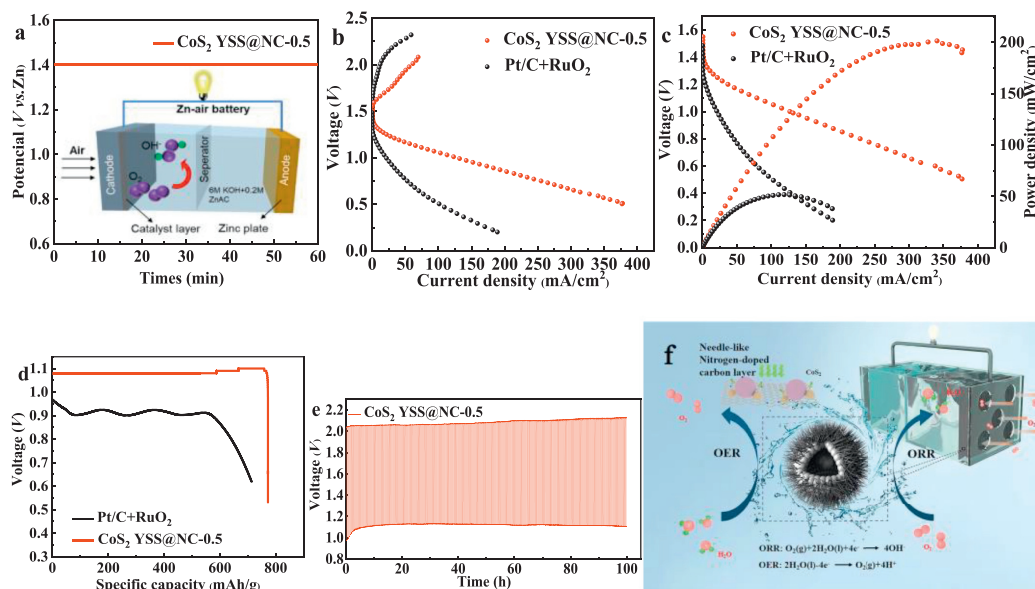 a
CoS2 YSS@NC-0.5
Potencial (V vs.Zn)
1.6
1.4
1.2
1.0
0.8
0.6
0 10 20 30 40 50 60
Times (min)
Zn-air battery
Air
Cathode
OH-
O2
Seperator
6M KOH+0.2M
ZnAC
Anode
Catalyst layer
Zinc plate
b
CoS2 YSS@NC-0.5
Pt/C+RuO2
Voltage (V)
2.5
2.0
1.5
1.0
0.5
0.0
0 50 100 150 200 250 300 350 400
Current density (mA/cm2)
c
CoS2 YSS@NC-0.5
Pt/C+RuO2
Voltage (V)
1.6
1.4
1.2
1.0
0.8
0.6
0.4
0.2
0.0
0 50 100 150 200 250 300 350 400
Current density (mA/cm2)
200
150
100
50
0
Power density (mW/cm2)
d
Voltage (V)
1.1
1.0
0.9
0.8
0.7
0.6
0.5
0.4
0.3
Pt/C+RuO2
CoS2 YSS@NC-0.5
0 200 400 600 800
Specific capacity (mAh/g)
e
CoS2 YSS@NC-0.5
Voltage (V)
2.2
2.0
1.8
1.6
1.4
1.2
1.0
0.8
0 20 40 60 80 100
Time (h)
f
Needle-like
Nitrogen-doped
carbon layer
CoS2
O2
OER
ORR
H2O
O2
ORR: O2(g)+2H2O(l)+4e- → 4OH-
OER: 2H2O(l)-4e- → O2(g)+4H+